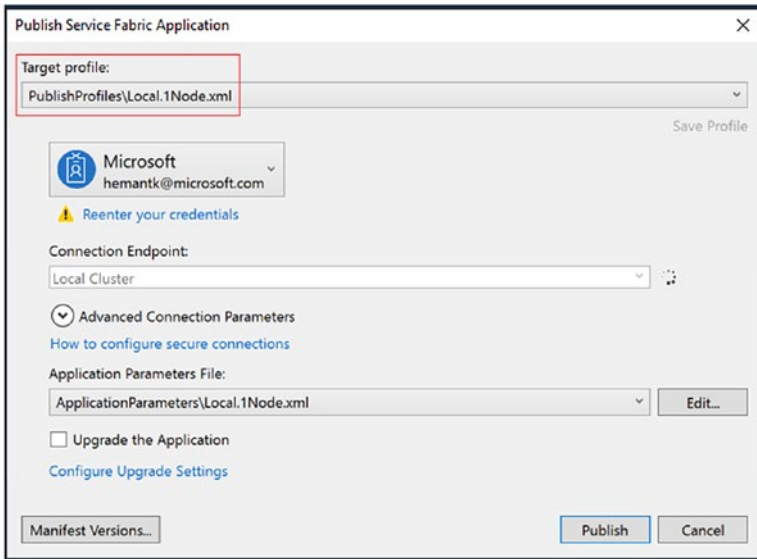 Publish Service Fabric Application
Target profile:
PublishProfiles\Local.1Node.xml
Save Profile
Microsoft
hemantk@microsoft.com
Reenter your credentials
Connection Endpoint:
Local Cluster
Advanced Connection Parameters
How to configure secure connections
Application Parameters File:
ApplicationParameters\Local.1Node.xml
Edit...
Upgrade the Application
Configure Upgrade Settings
Manifest Versions...
Publish
Cancel